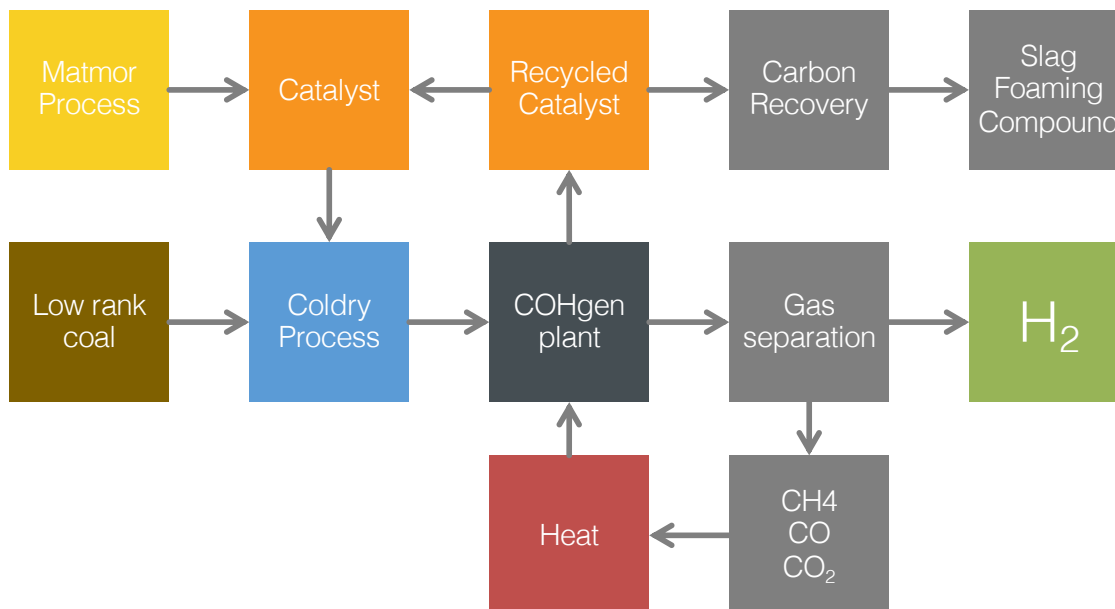 Matmor
Process
Catalyst
Recycled
Catalyst
Carbon
Recovery
Slag
Foaming
Compound
Low rank
coal
Coldry
Process
COHgen
plant
Gas
separation
H₂
Heat
CH4
CO
CO₂